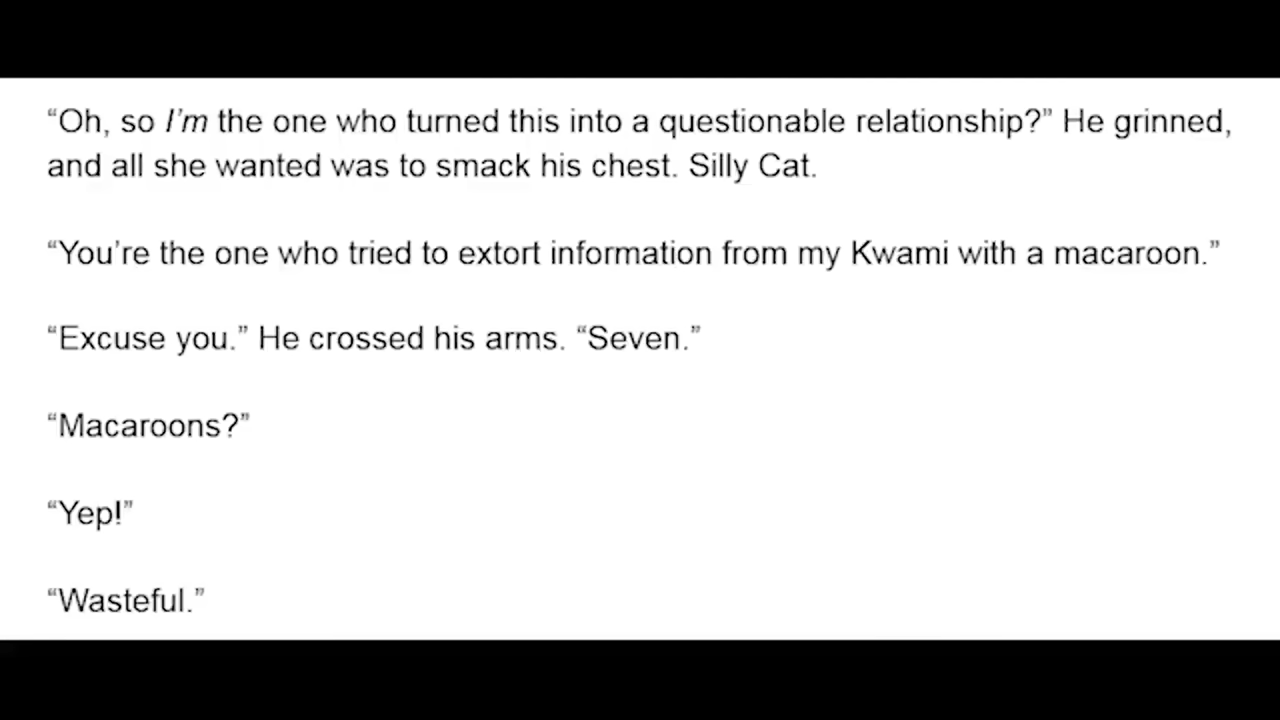 “Oh, so I’m the one who turned this into a questionable relationship?” He grinned,
and all she wanted was to smack his chest. Silly Cat.
“You’re the one who tried to extort information from my Kwami with a macaroon.”
“Excuse you.” He crossed his arms. “Seven.”
“Macaroons?”
“Yep!”
“Wasteful.”